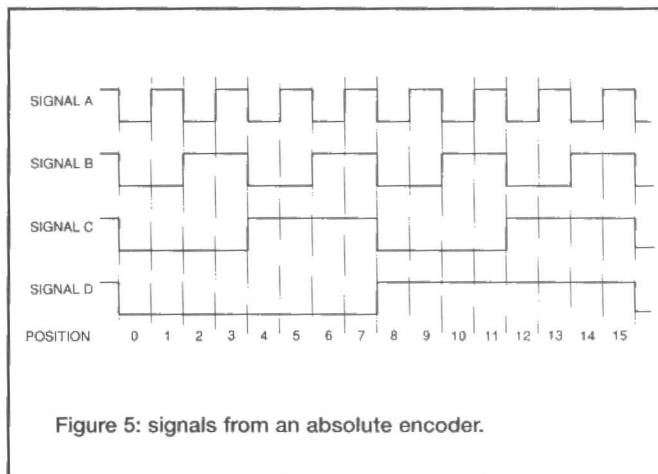 SIGNAL A
SIGNAL B
SIGNAL C
SIGNAL D
POSITION 0 1 2 3 4 5 6 7 8 9 10 11 12 13 14 15
Figure 5: signals from an absolute encoder.